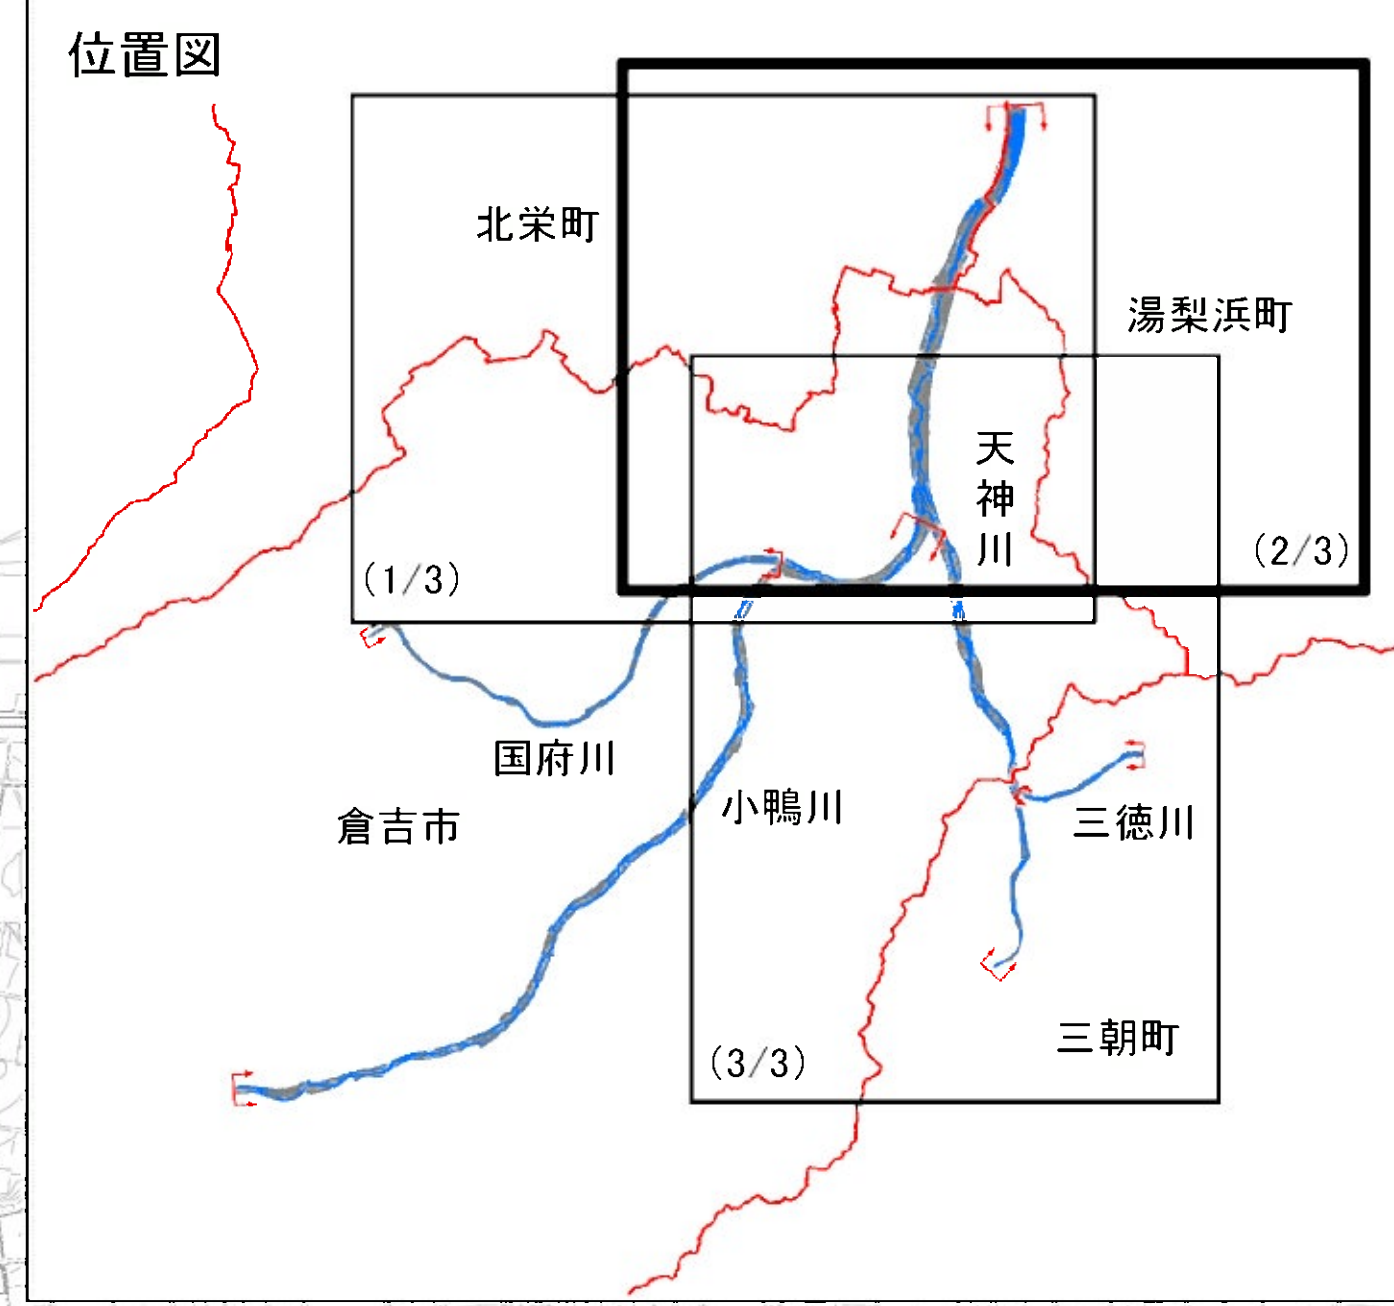 位置図
北栄町
湯梨浜町
天神川
(2/3)
(1/3)
国府川
小鴨川
三徳川
倉吉市
三朝町
(3/3)